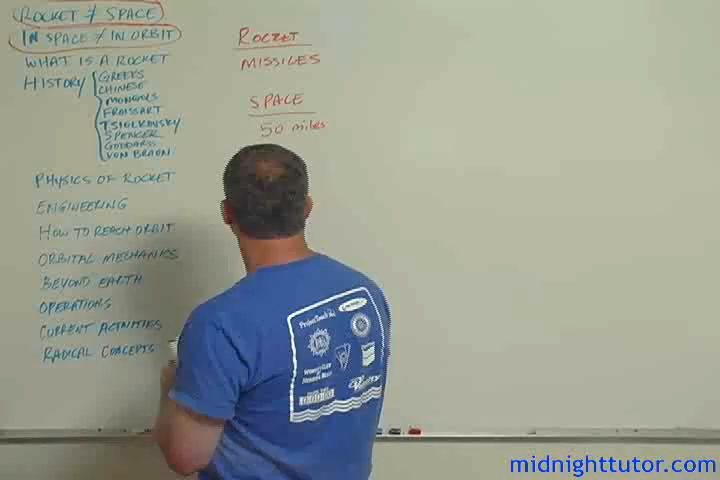 ROCKET ≠ SPACE
IN SPACE ≠ IN ORBIT
WHAT IS A ROCKET
HISTORY
GREEKS
CHINESE
MONGOLS
FROISSART
TSIOLKOVSKY
SPENCER
GODDARD
VON BRAUN
PHYSICS OF ROCKET
ENGINEERING
HOW TO REACH ORBIT
ORBITAL MECHANICS
BEYOND EARTH
OPERATIONS
CURRENT ACTIVITIES
RADICAL CONCEPTS
ROCKET
MISSILES
SPACE
50 miles
midnighttutor.com